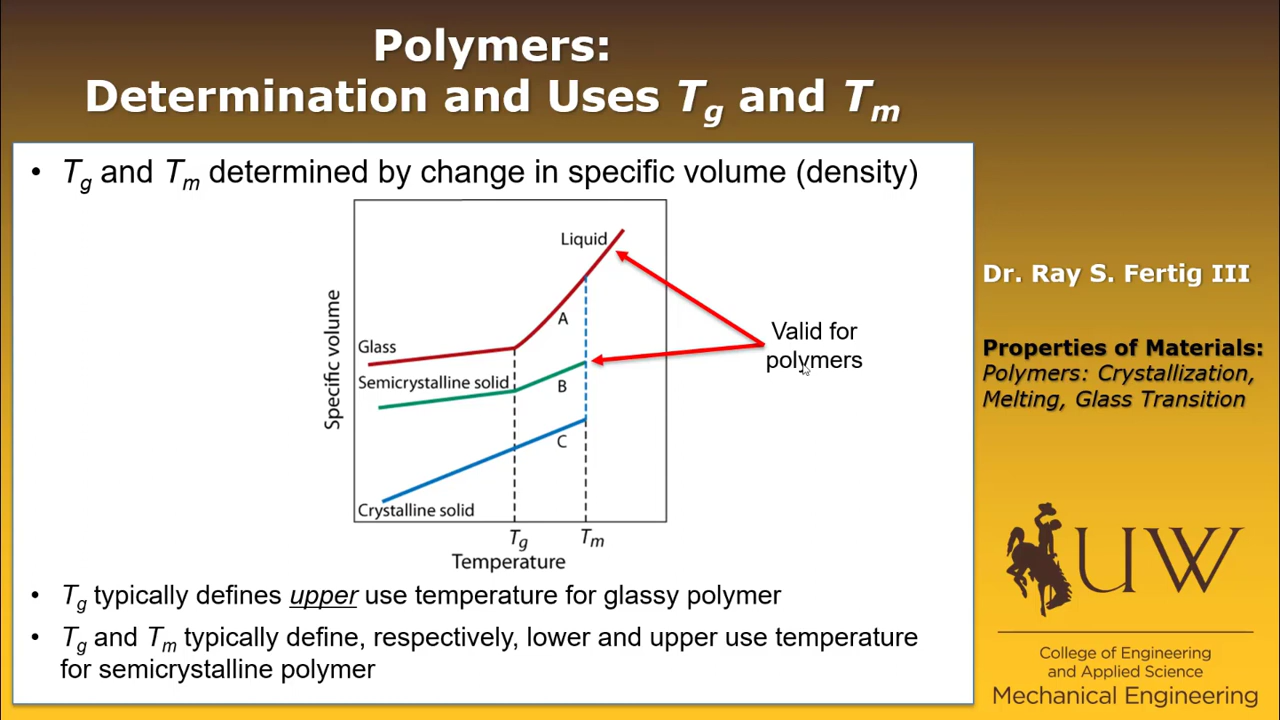 Polymers:
Determination and Uses Tg and Tm
• Tg and Tm determined by change in specific volume (density)
Specific volume
Liquid
A
Glass
Semicrystalline solid
B
C
Crystalline solid
Tg
Tm
Temperature
Valid for
polymers
• Tg typically defines upper use temperature for glassy polymer
• Tg and Tm typically define, respectively, lower and upper use temperature
for semicrystalline polymer
Dr. Ray S. Fertig III
Properties of Materials:
Polymers: Crystallization,
Melting, Glass Transition
UW
College of Engineering
and Applied Science
Mechanical Engineering